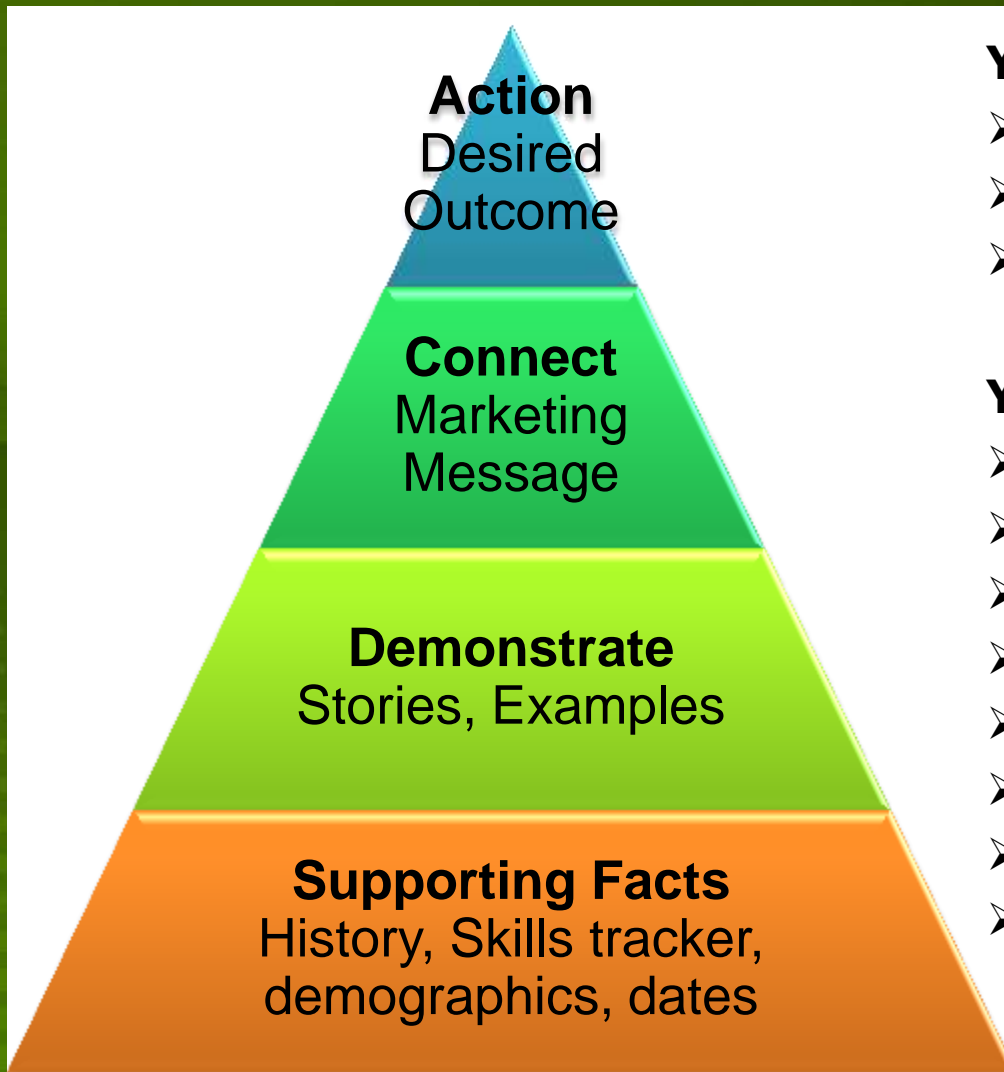 Action
Desired
Outcome
Connect
Marketing
Message
Demonstrate
Stories, Examples
Supporting Facts
History, Skills tracker,
demographics, dates